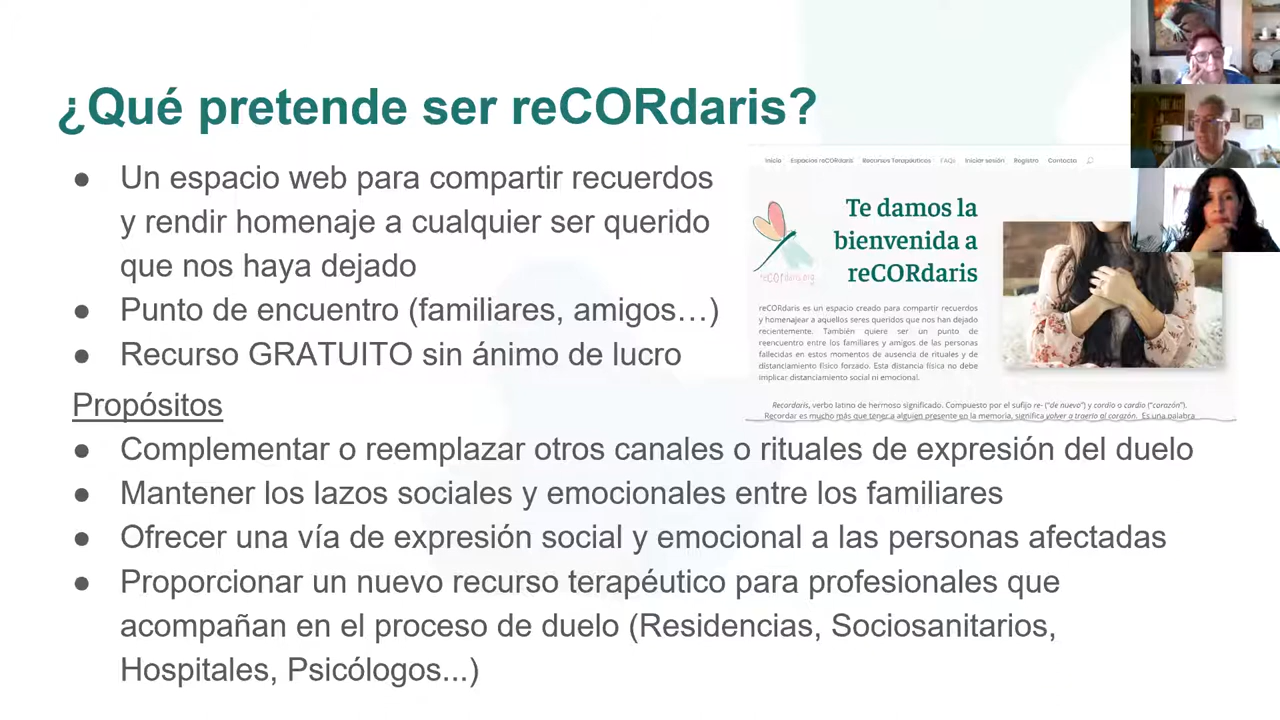 ¿Qué pretende ser reCORdaris?
● Un espacio web para compartir recuerdos
y rendir homenaje a cualquier ser querido
que nos haya dejado
● Punto de encuentro (familiares, amigos…)
● Recurso GRATUITO sin ánimo de lucro
Inicio Espacios reCORdaris Recursos Terapéuticos FAQs Iniciar sesión Registro Contacto
Te damos la
bienvenida a
reCORdaris
reCORdaris.org
reCORdaris es un espacio creado para compartir recuerdos
y homenajear a aquellos seres queridos que nos han dejado
recientemente. También quiere ser un punto de
reencuentro entre los familiares y amigos de las personas
fallecidas en estos momentos de ausencia de rituales y de
distanciamiento físico forzado. Esta distancia física no debe
implicar distanciamiento social ni emocional.
Recordaris, verbo latino de hermoso significado. Compuesto por el sufijo re- ("de nuevo") y cordio o cardio ("corazón").
Recordar es mucho más que tener a alguien presente en la memoria, significa volver a traerlo al corazón. Es una palabra
Propósitos
● Complementar o reemplazar otros canales o rituales de expresión del duelo
● Mantener los lazos sociales y emocionales entre los familiares
● Ofrecer una vía de expresión social y emocional a las personas afectadas
● Proporcionar un nuevo recurso terapéutico para profesionales que
acompañan en el proceso de duelo (Residencias, Sociosanitarios,
Hospitales, Psicólogos...)